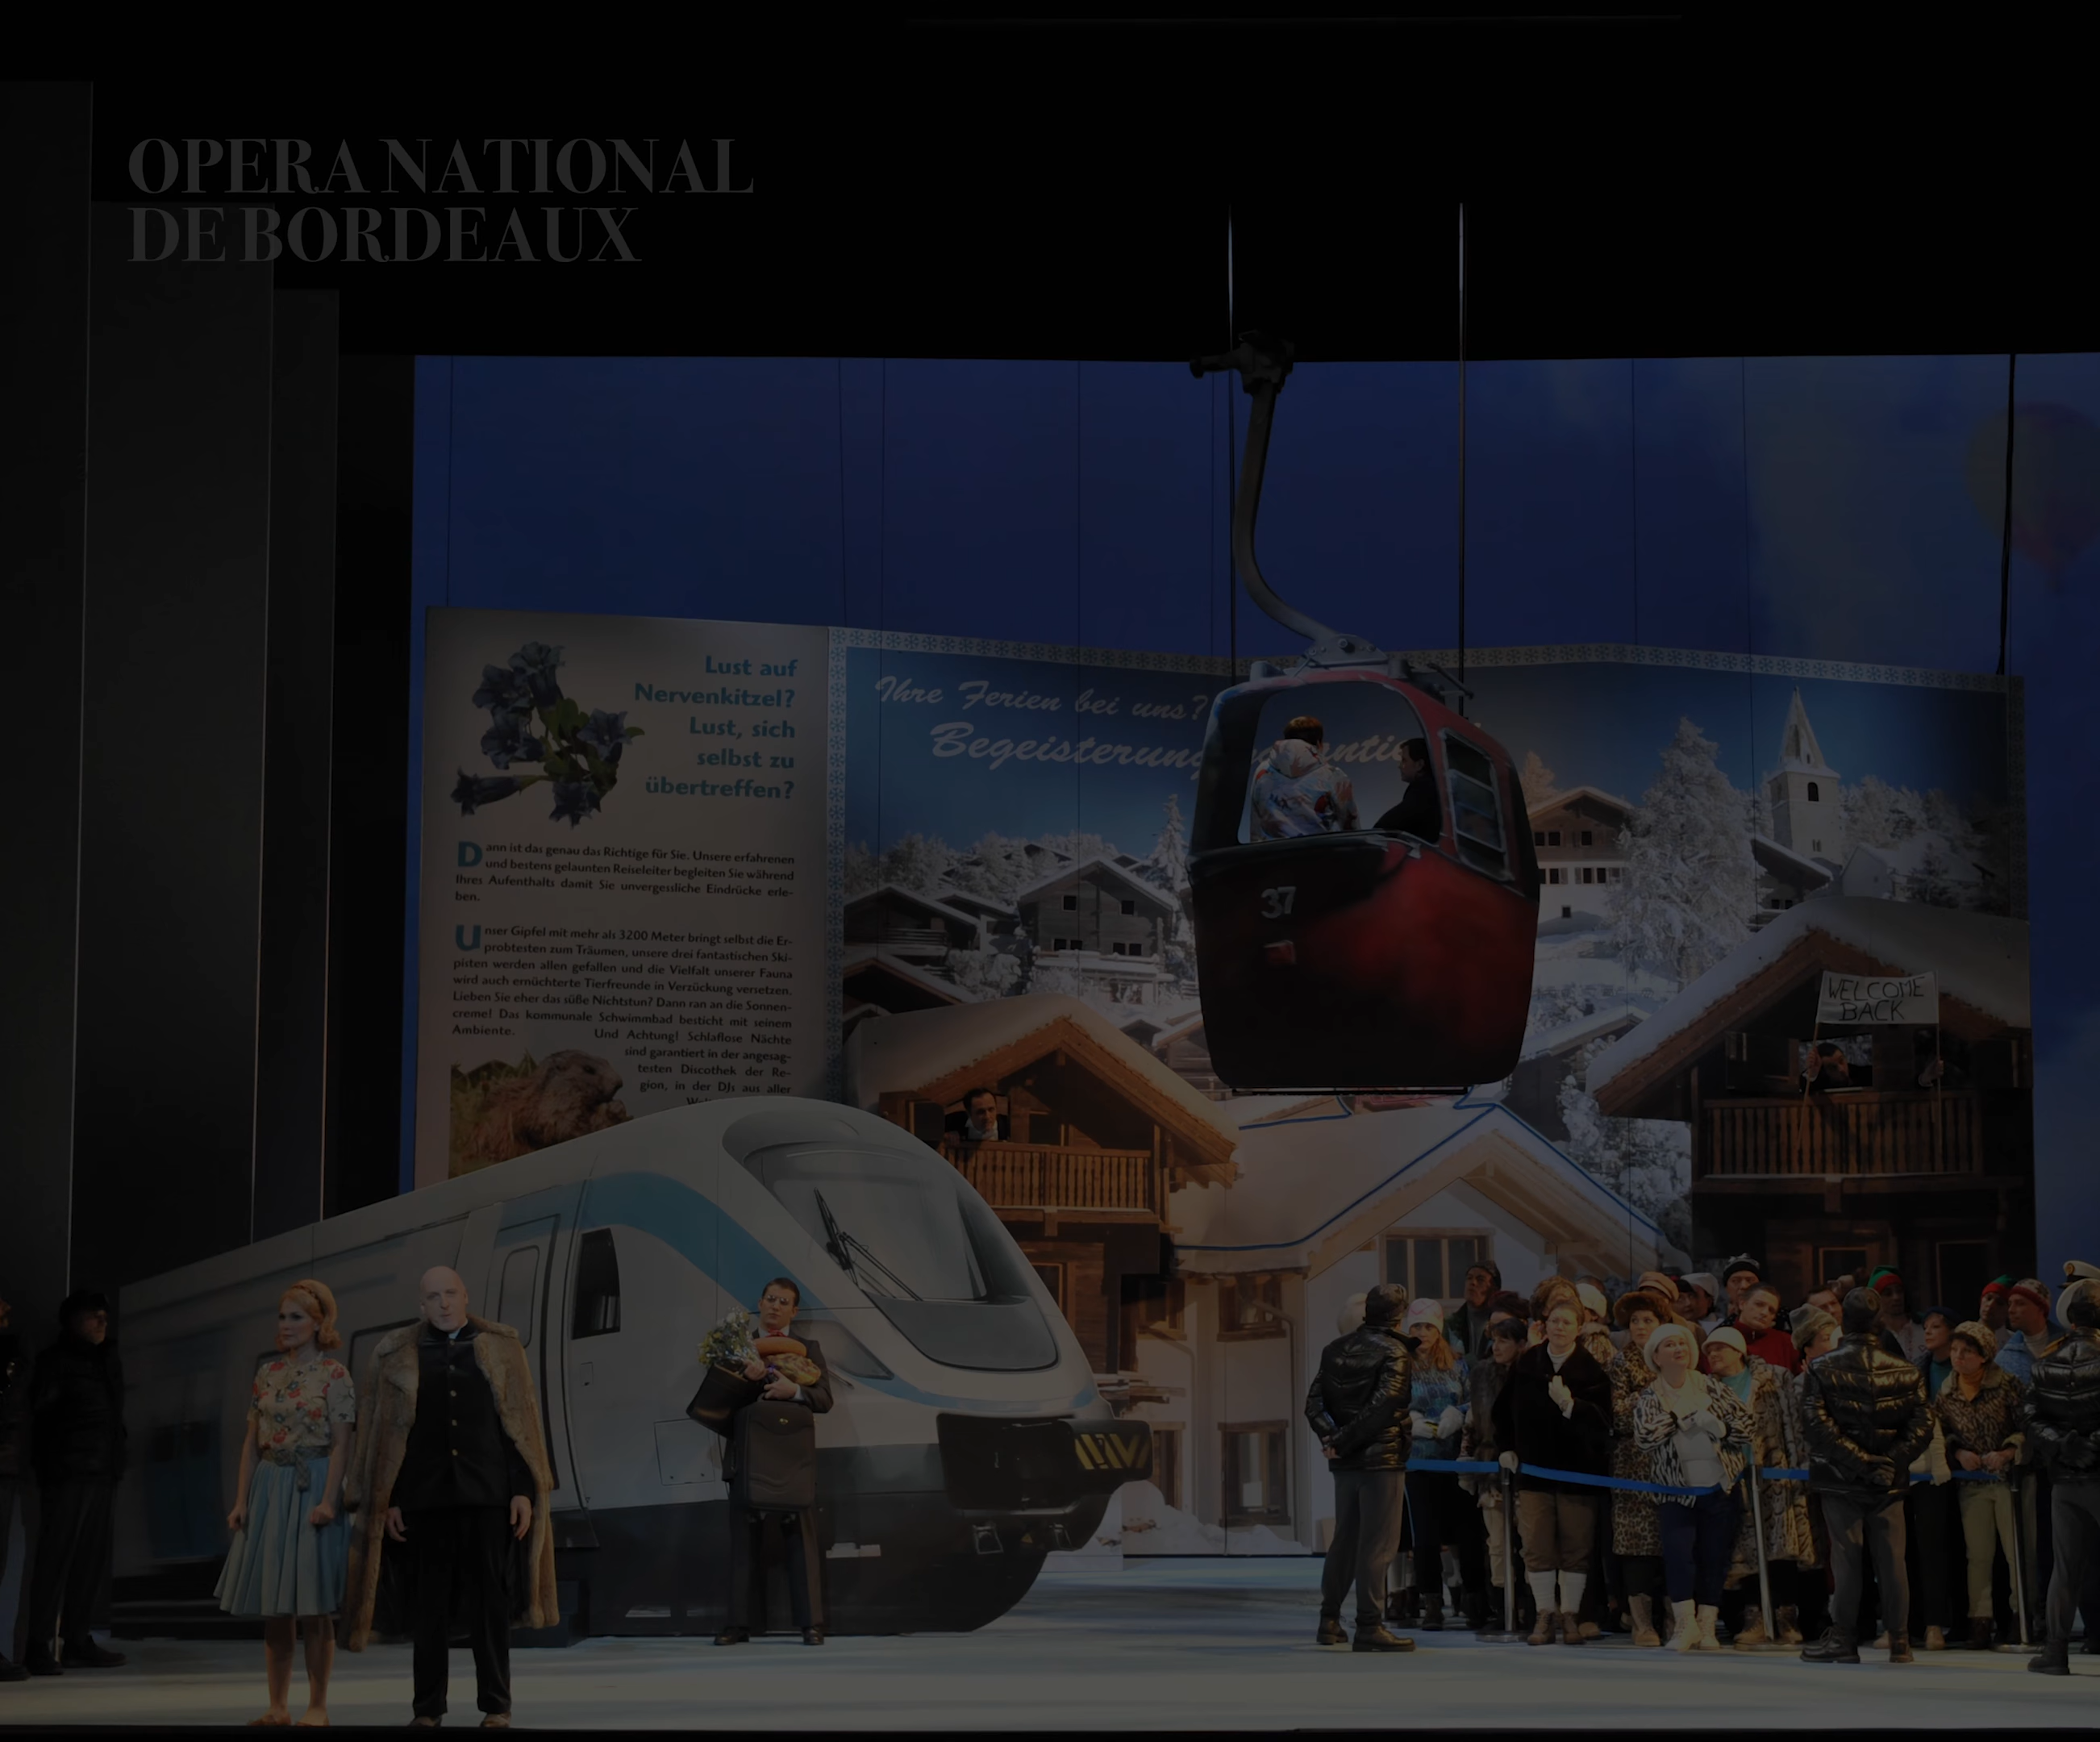 OPERA NATIONAL
DE BORDEAUX
Lust auf
Nervenkitzel?
Lust, sich
selbst zu
übertreffen?
Dann ist das genau das Richtige für Sie. Unsere erfahrenen
und bestens gelaunten Reiseleiter begleiten Sie während
Ihres Aufenthalts damit Sie unvergessliche Eindrücke erle-
ben.
Unser Gipfel mit mehr als 3200 Meter bringt selbst die Er-
probtesten zum Träumen, unsere drei fantastischen Ski-
pisten werden allen gefallen und die Vielfalt unserer Fauna
wird auch ernüchterte Tierfreunde in Verzückung versetzen.
Lieben Sie eher das süße Nichtstun? Dann ran an die Sonnen-
creme! Das kommunale Schwimmbad besticht mit seinem
Ambiente. Und Achtung! Schlaflose Nächte
sind garantiert in der angesag-
testen Discothek der Re-
gion, in der DJs aus aller
Ihre Ferien bei uns?
Begeisterung
37
WELCOME
BACK